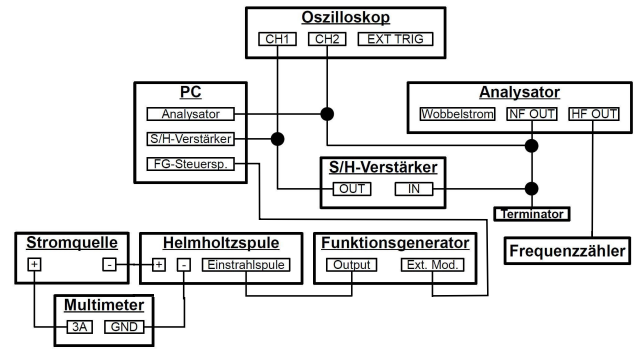 Oszilloskop
CH1 CH2 EXT TRIG
PC
Analysator
S/H-Verstärker
FG-Steuersp.
Analysator
Wobbelstrom NF OUT HF OUT
S/H-Verstärker
OUT IN
Terminator
Frequenzzähler
Stromquelle
+ -
Helmholtzspule
+ - Einstrahlspule
Funktionsgenerator
Output Ext. Mod.
Multimeter
3A GND